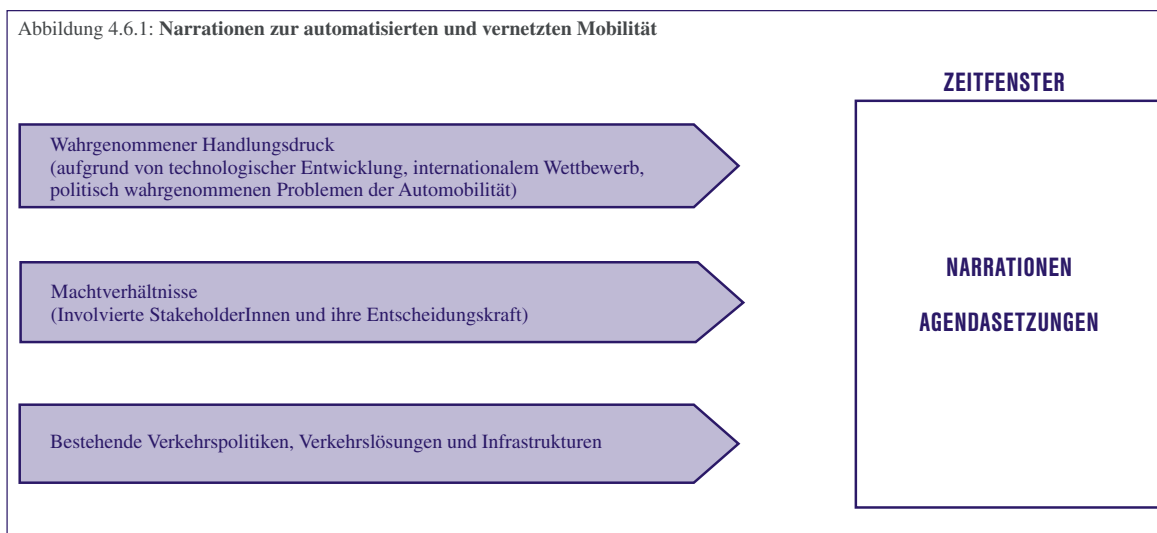 Abbildung 4.6.1: Narrationen zur automatisierten und vernetzten Mobilität
ZEITFENSTER
Wahrgenommener Handlungsdruck
(aufgrund von technologischer Entwicklung, internationalem Wettbewerb,
politisch wahrgenommenen Problemen der Automobilität)
Machtverhältnisse
(Involvierte StakeholderInnen und ihre Entscheidungskraft)
Bestehende Verkehrspolitiken, Verkehrslösungen und Infrastrukturen
NARRATIONEN
AGENDASETZUNGEN